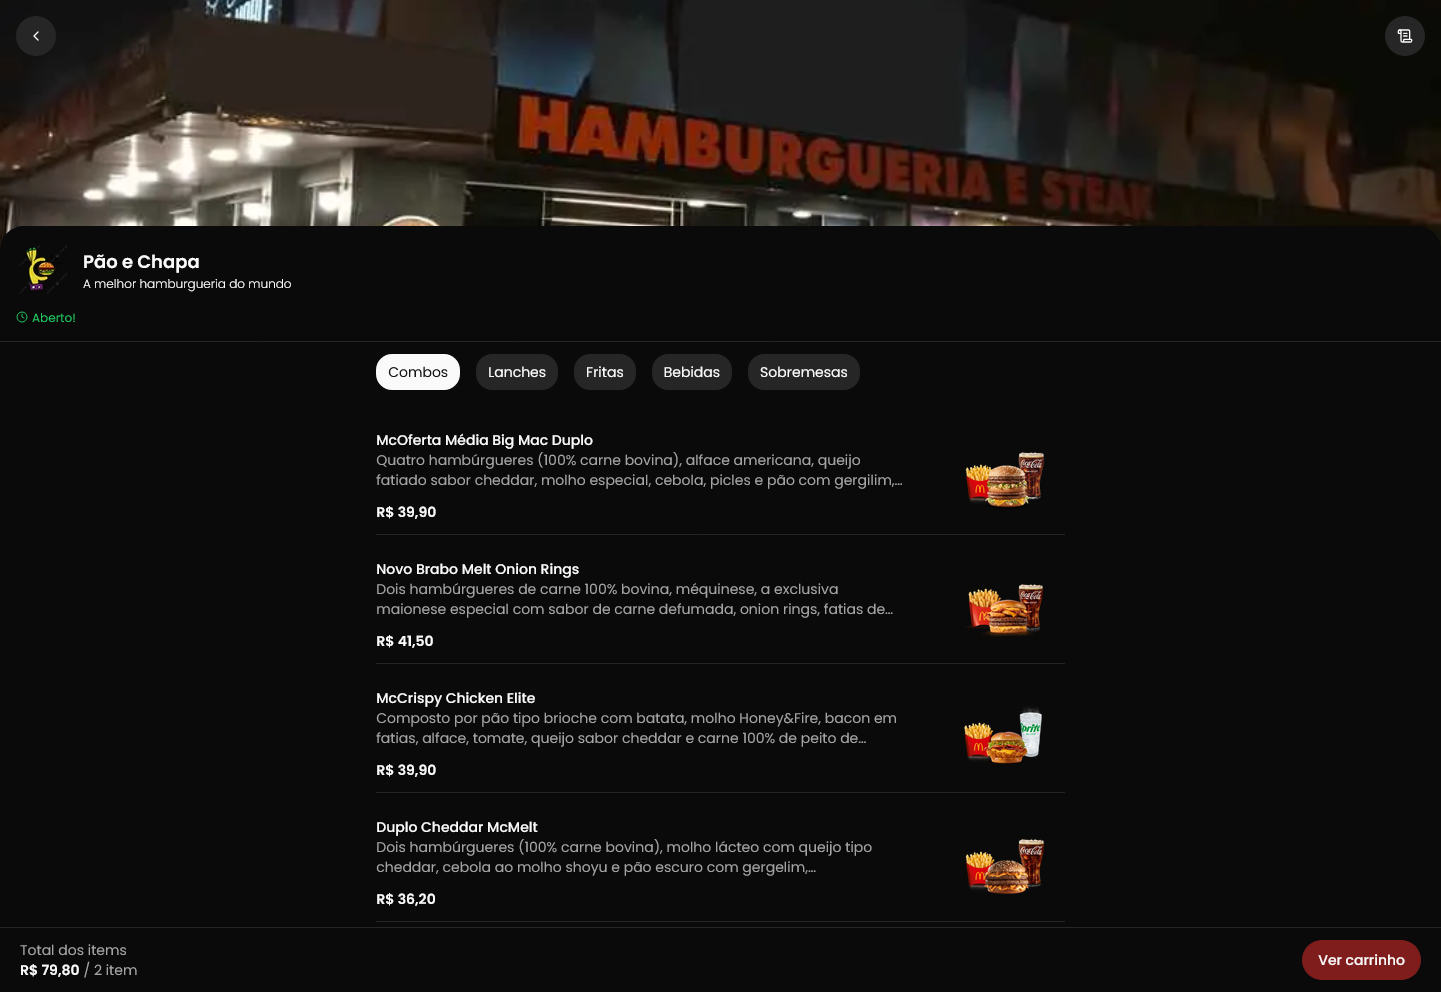 HAMBURGUERIA E STEAK
Pão e Chapa
A melhor hamburgueria do mundo
Aberto!
Combos
Lanches
Fritas
Bebidas
Sobremesas
McOferta Média Big Mac Duplo
Quatro hambúrgueres (100% carne bovina), alface americana, queijo
fatiado sabor cheddar, molho especial, cebola, picles e pão com gergilim,…
R$ 39,90
Coca-Cola
Novo Brabo Melt Onion Rings
Dois hambúrgueres de carne 100% bovina, méquinese, a exclusiva
maionese especial com sabor de carne defumada, onion rings, fatias de…
R$ 41,50
Coca-Cola
McCrispy Chicken Elite
Composto por pão tipo brioche com batata, molho Honey&Fire, bacon em
fatias, alface, tomate, queijo sabor cheddar e carne 100% de peito de…
R$ 39,90
Duplo Cheddar McMelt
Dois hambúrgueres (100% carne bovina), molho lácteo com queijo tipo
cheddar, cebola ao molho shoyu e pão escuro com gergelim,…
R$ 36,20
Coca-Cola
Total dos items
R$ 79,80 / 2 item
Ver carrinho